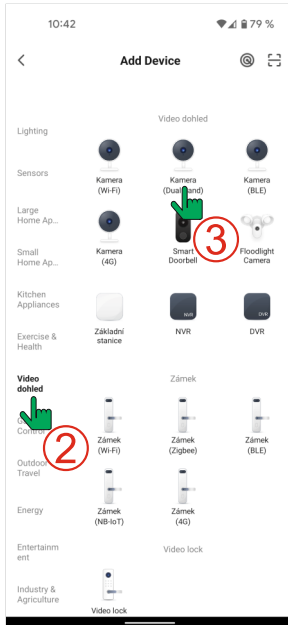 10:42
79 %
Add Device
Lighting
Sensors
Large
Home Ap...
Small
Home Ap...
Kitchen
Appliances
Exercise &
Health
Video
dohled
2
Control
Outdoor
Travel
Energy
Entertainm
ent
Industry &
Agriculture
Video dohled
Kamera
(Wi-Fi)
Kamera
Kamera
(BLE)
Kamera
(4G)
Smart
Doorbell
3
Floodlight
Camera
Základní
stanice
NVR
NVR
DVR
DVR
Zámek
Zámek
(Wi-Fi)
Zámek
(Zigbee)
Zámek
(BLE)
Zámek
(NB-IoT)
Zámek
(4G)
Video lock
Video lock